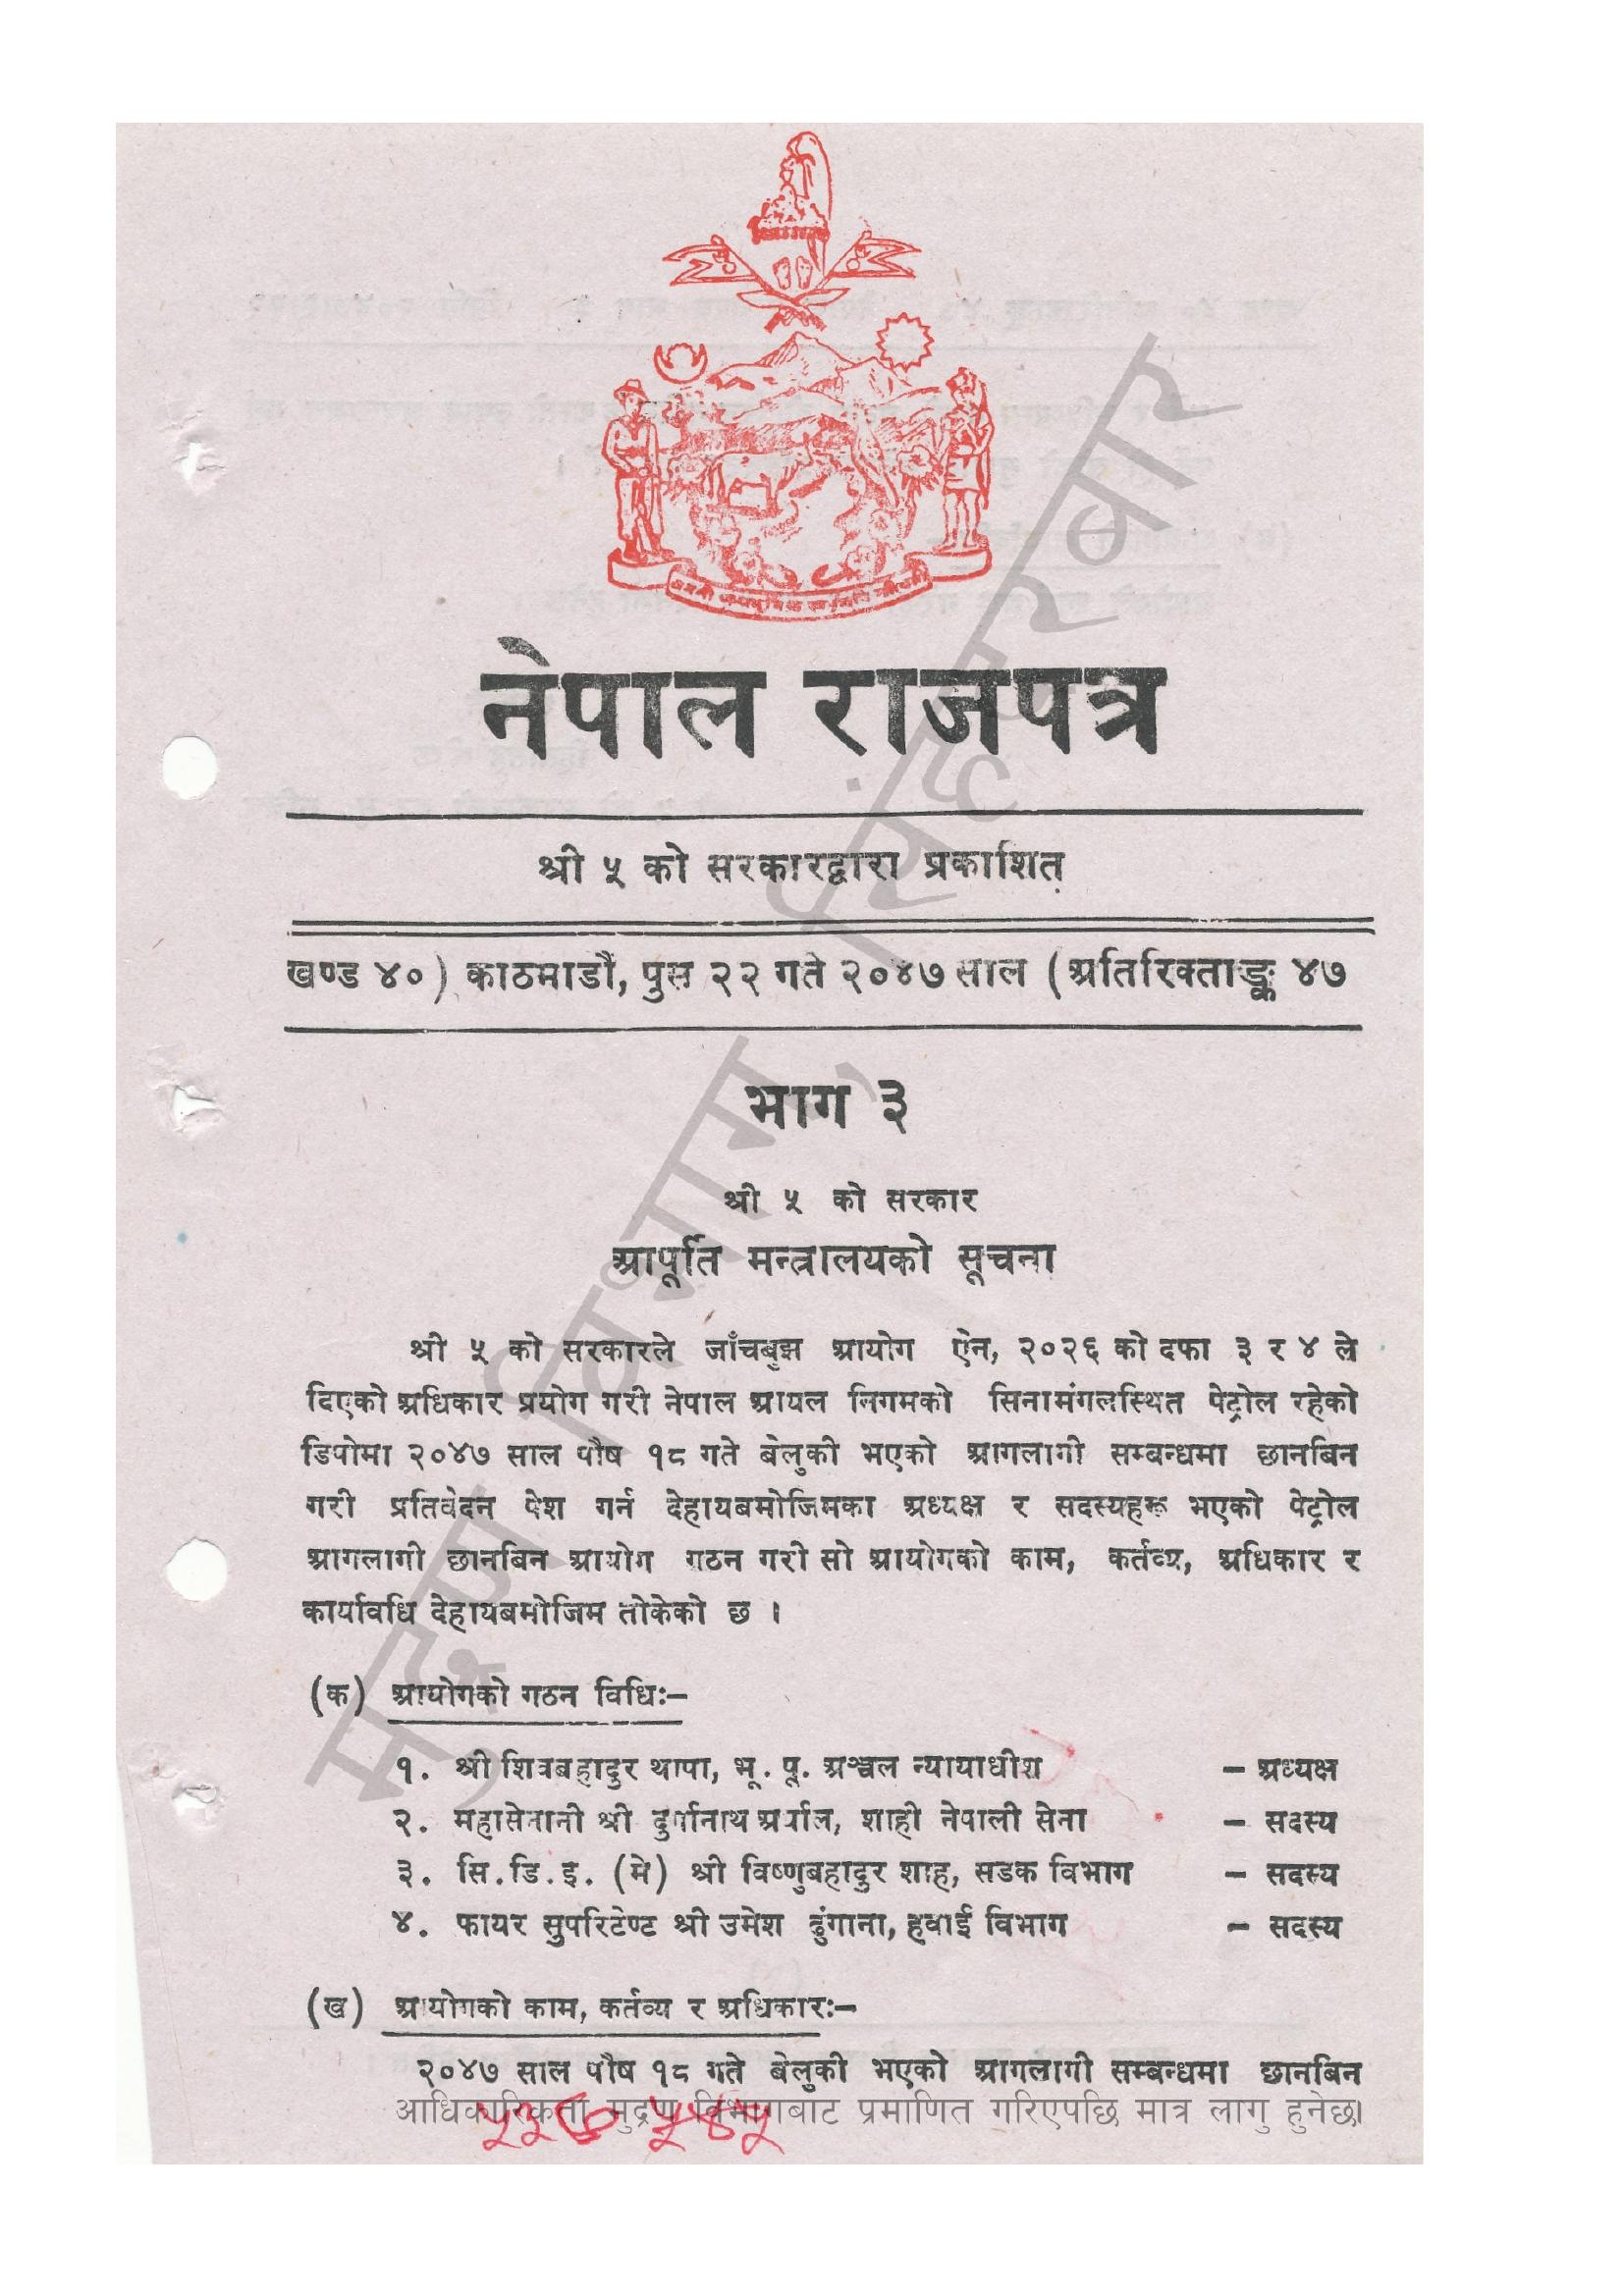 नेपाल राजपत्र
श्री ५ को सरकारद्वारा प्रकाशित
खण्ड ४०) काठमाडौं, पुस २२ गते २०४७ साल (अतिरिक्ताङ्क ४७
भाग ३
श्री ५ को सरकार
आपूर्ति मन्त्रालयको सूचना
श्री ५ को सरकारले जाँचबुझ आयोग ऐन, २०२६ को दफा ३ र ४ ले
दिएको अधिकार प्रयोग गरी नेपाल आयल निगमको सिनामंगलस्थित पेट्रोल रहेको
डिपोमा २०४७ साल पौष १८ गते बेलुकी भएको आगलागी सम्बन्धमा छानबिन
गरी प्रतिवेदन पेश गर्न देहायबमोजिमका अध्यक्ष र सदस्यहरू भएको पेट्रोल
आगलागी छानबिन आयोग गठन गरी सो आयोगको काम, कर्तव्य, अधिकार र
कार्यावधि देहायबमोजिम तोकेको छ ।
(क) आयोगको गठन विधिः–
१. श्री शिवबहादुर थापा, भू. पू. अञ्चल न्यायाधीश – अध्यक्ष
२. महासेनानी श्री दुर्गानाथ अर्याल, शाही नेपाली सेना – सदस्य
३. सि.डि.इ. (मे) श्री विष्णुबहादुर शाह, सडक विभाग – सदस्य
४. फायर सुपरिटेण्ट श्री उमेश ढुंगाना, हवाई विभाग – सदस्य
(ख) आयोगको काम, कर्तव्य र अधिकारः–
२०४७ साल पौष १८ गते बेलुकी भएको आगलागी सम्बन्धमा छानबिन
आधिकारिकता मुद्रण विभागबाट प्रमाणित गरिएपछि मात्र लागु हुनेछ।
मुद्रण विभाग, सिंहदरबार